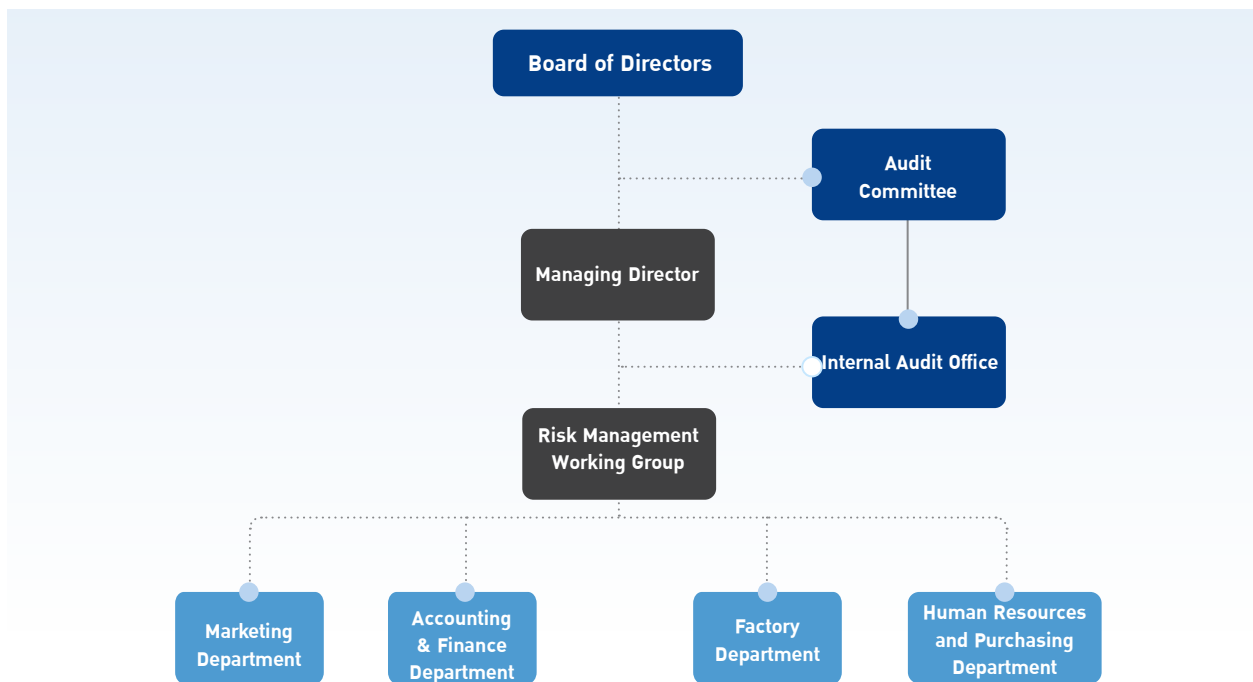 Board of Directors
Audit
Committee
Managing Director
Internal Audit Office
Risk Management
Working Group
Marketing
Department
Accounting
& Finance
Department
Factory
Department
Human Resources
and Purchasing
Department